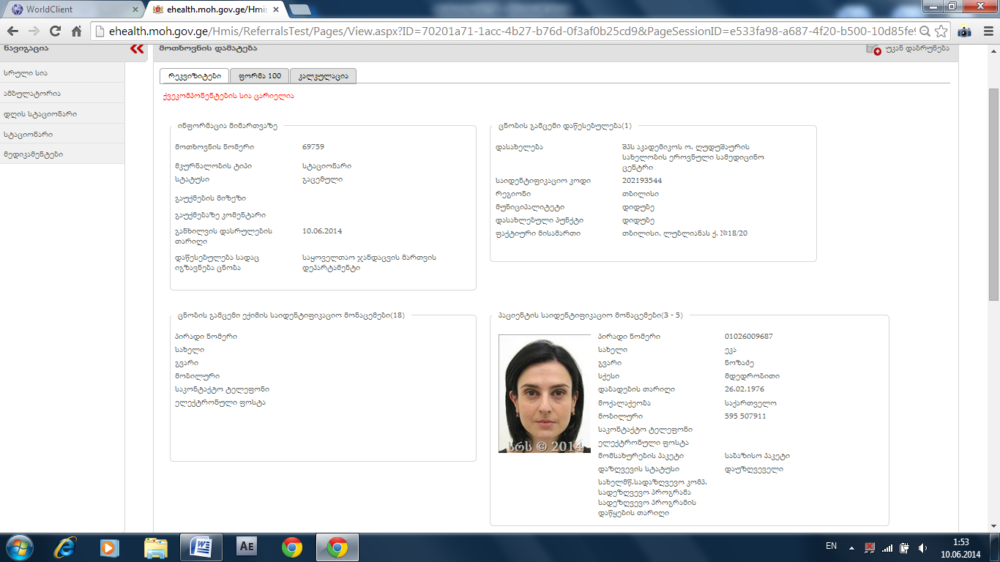 WorldClient
ehealth.moh.gov.ge/Hmis
ehealth.moh.gov.ge/Hmis/ReferralsTest/Pages/View.aspx?ID=70201a71-1acc-4b27-b76d-0f3af0b25cd9&PageSessionID=e533fa98-a687-4f20-b500-10d85fe9
ნავიგაცია
მოთხოვნის დამატება
უკან დაბრუნება
სრული სია
ამბულატორია
დღის სტაციონარი
სტაციონარი
მედიკამენტები
რეკვიზიტები
ფორმა 100
კალკულაცია
ქვეკომპონენტების სია ცარიელია
ინფორმაცია მიმართვაზე
მოთხოვნის ნომერი 69759
მკურნალობის ტიპი სტაციონარი
სტატუსი გაცემული
გაუქმების მიზეზი
გაუქმებაზე კომენტარი
განხილვის დასრულების
თარიღი
10.06.2014
დაწესებულება სადაც
იგზავნება ცნობა
საყოველთაო ჯანდაცვის მართვის
დეპარტამენტი
ცნობის გამცემი დაწესებულება(1)
დასახელება
შპს აკადემიკოს ო. ღუდუშაურის
სახელობის ეროვნული სამედიცინო
ცენტრი
საიდენტიფიკაციო კოდი 202193544
რეგიონი თბილისი
მუნიციპალიტეტი დიდუბე
დასახლებული პუნქტი დიდუბე
ფაქტიური მისამართი თბილისი, ლუბლიანას ქ. №18/20
ცნობის გამცემი ექიმის საიდენტიფიკაციო მონაცემები(18)
პირადი ნომერი
სახელი
გვარი
მობილური
საკონტაქტო ტელეფონი
ელექტრონული ფოსტა
პაციენტის საიდენტიფიკაციო მონაცემები(3 - 5)
სრს © 2014
პირადი ნომერი 01026009687
სახელი ეკა
გვარი ნოზაძე
სქესი მდედრობითი
დაბადების თარიღი 26.02.1976
მოქალაქეობა საქართველო
მობილური 595 507911
საკონტაქტო ტელეფონი
ელექტრონული ფოსტა
მომსახურების პაკეტი საბაზისო პაკეტი
დაზღვევის სტატუსი დაუზღვეველი
სახელმწ.სადაზღვევო კომპ.
სადეზღვევო პროგრამა
სადეზღვევო პროგრამის
დაწყების თარიღი
AE
EN
1:53
10.06.2014